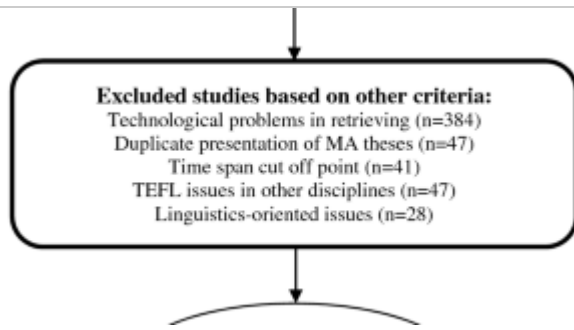 Excluded studies based on other criteria:
Technological problems in retrieving (n=384)
Duplicate presentation of MA theses (n=47)
Time span cut off point (n=41)
TEFL issues in other disciplines (n=47)
Linguistics-oriented issues (n=28)